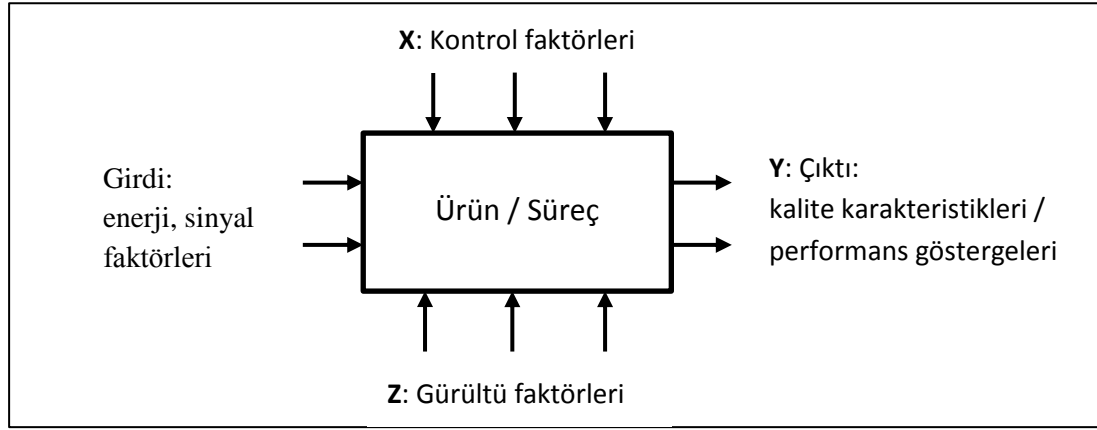 X: Kontrol faktörleri
Girdi:
enerji, sinyal
faktörleri
Ürün / Süreç
Y: Çıktı:
kalite karakteristikleri /
performans göstergeleri
Z: Gürültü faktörleri